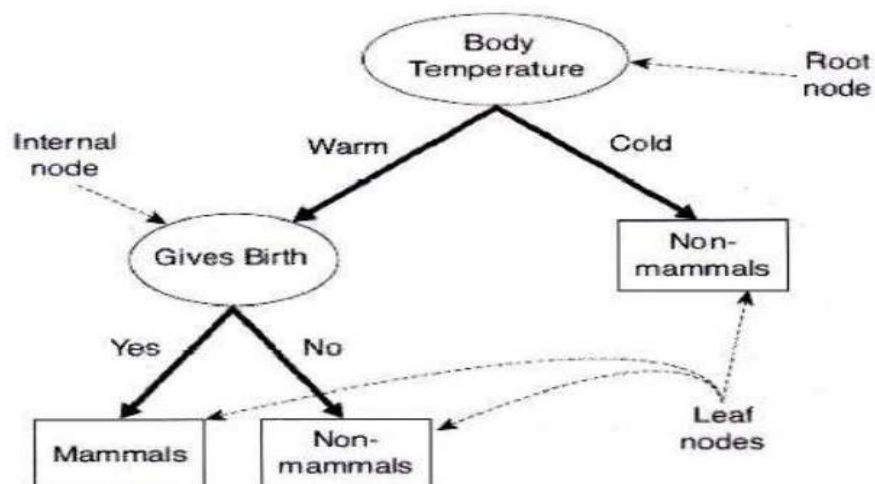 Body
Temperature
Root
node
Internal
node
Warm
Cold
Gives Birth
Non-
mammals
Yes
No
Mammals
Non-
mammals
Leaf
nodes